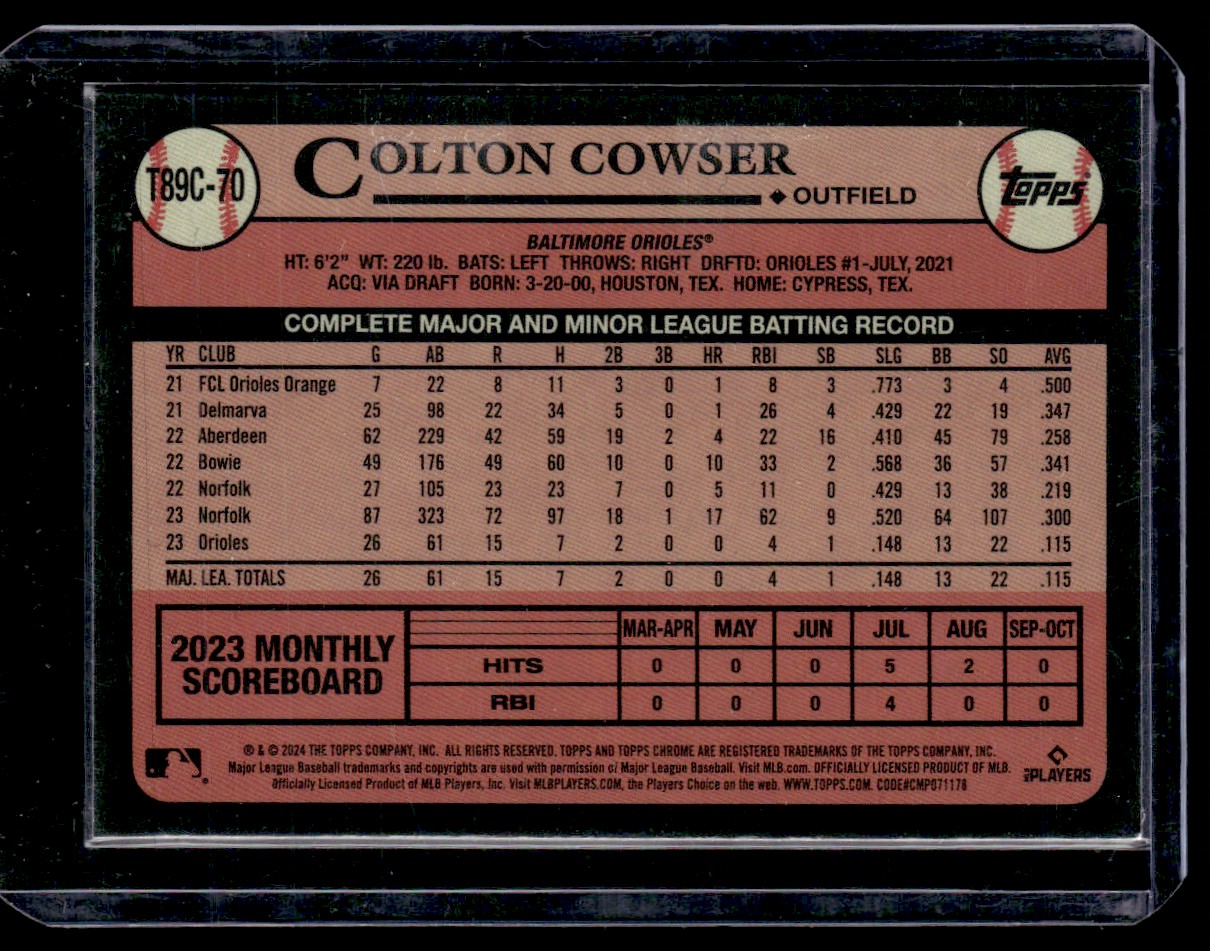 T89C-70
COLTON COWSER
OUTFIELD
topps
BALTIMORE ORIOLES®
HT: 6'2" WT: 220 lb. BATS: LEFT THROWS: RIGHT DRFTD: ORIOLES #1-JULY, 2021
ACQ: VIA DRAFT BORN: 3-20-00, HOUSTON, TEX. HOME: CYPRESS, TEX.
COMPLETE MAJOR AND MINOR LEAGUE BATTING RECORD
YR CLUB G AB R H 2B 3B HR RBI SB SLG BB SO AVG
21 FCL Orioles Orange 7 22 8 11 3 0 1 8 3 .773 3 4 .500
21 Delmarva 25 98 22 34 5 0 1 26 4 .429 22 19 .347
22 Aberdeen 62 229 42 59 19 2 4 22 16 .410 45 79 .258
22 Bowie 49 176 49 60 10 0 10 33 2 .568 36 57 .341
22 Norfolk 27 105 23 23 7 0 5 11 0 .429 13 38 .219
23 Norfolk 87 323 72 97 18 1 17 62 9 .520 64 107 .300
23 Orioles 26 61 15 7 2 0 0 4 1 .148 13 22 .115
MAJ. LEA. TOTALS 26 61 15 7 2 0 0 4 1 .148 13 22 .115
2023 MONTHLY SCOREBOARD
MAR-APR MAY JUN JUL AUG SEP-OCT
HITS 0 0 0 5 2 0
RBI 0 0 0 4 0 0
® & © 2024 THE TOPPS COMPANY, INC. ALL RIGHTS RESERVED. TOPPS AND TOPPS CHROME ARE REGISTERED TRADEMARKS OF THE TOPPS COMPANY, INC.
Major League Baseball trademarks and copyrights are used with permission of Major League Baseball. Visit MLB.com. OFFICIALLY LICENSED PRODUCT OF MLB.
Officially Licensed Product of MLB Players, Inc. Visit MLBPLAYERS.COM, the Players Choice on the web. WWW.TOPPS.COM. CODE#CMP071178
PLAYERS